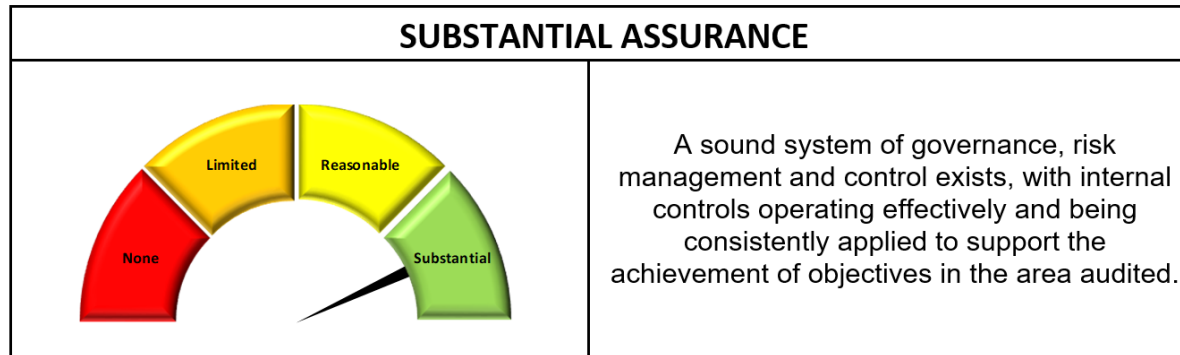 SUBSTANTIAL ASSURANCE
Limited
Reasonable
None
Substantial
A sound system of governance, risk
management and control exists, with internal
controls operating effectively and being
consistently applied to support the
achievement of objectives in the area audited.